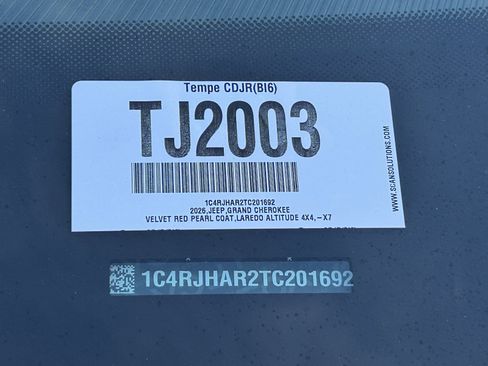 Tempe CDJR(BI6)
TJ2003
1C4RJHAR2TC201692
2026,JEEP,GRAND CHEROKEE
VELVET RED PEARL COAT,LAREDO ALTITUDE 4X4,-X7
WWW.SCANSOLUTIONS.COM
1C4RJHAR2TC201692